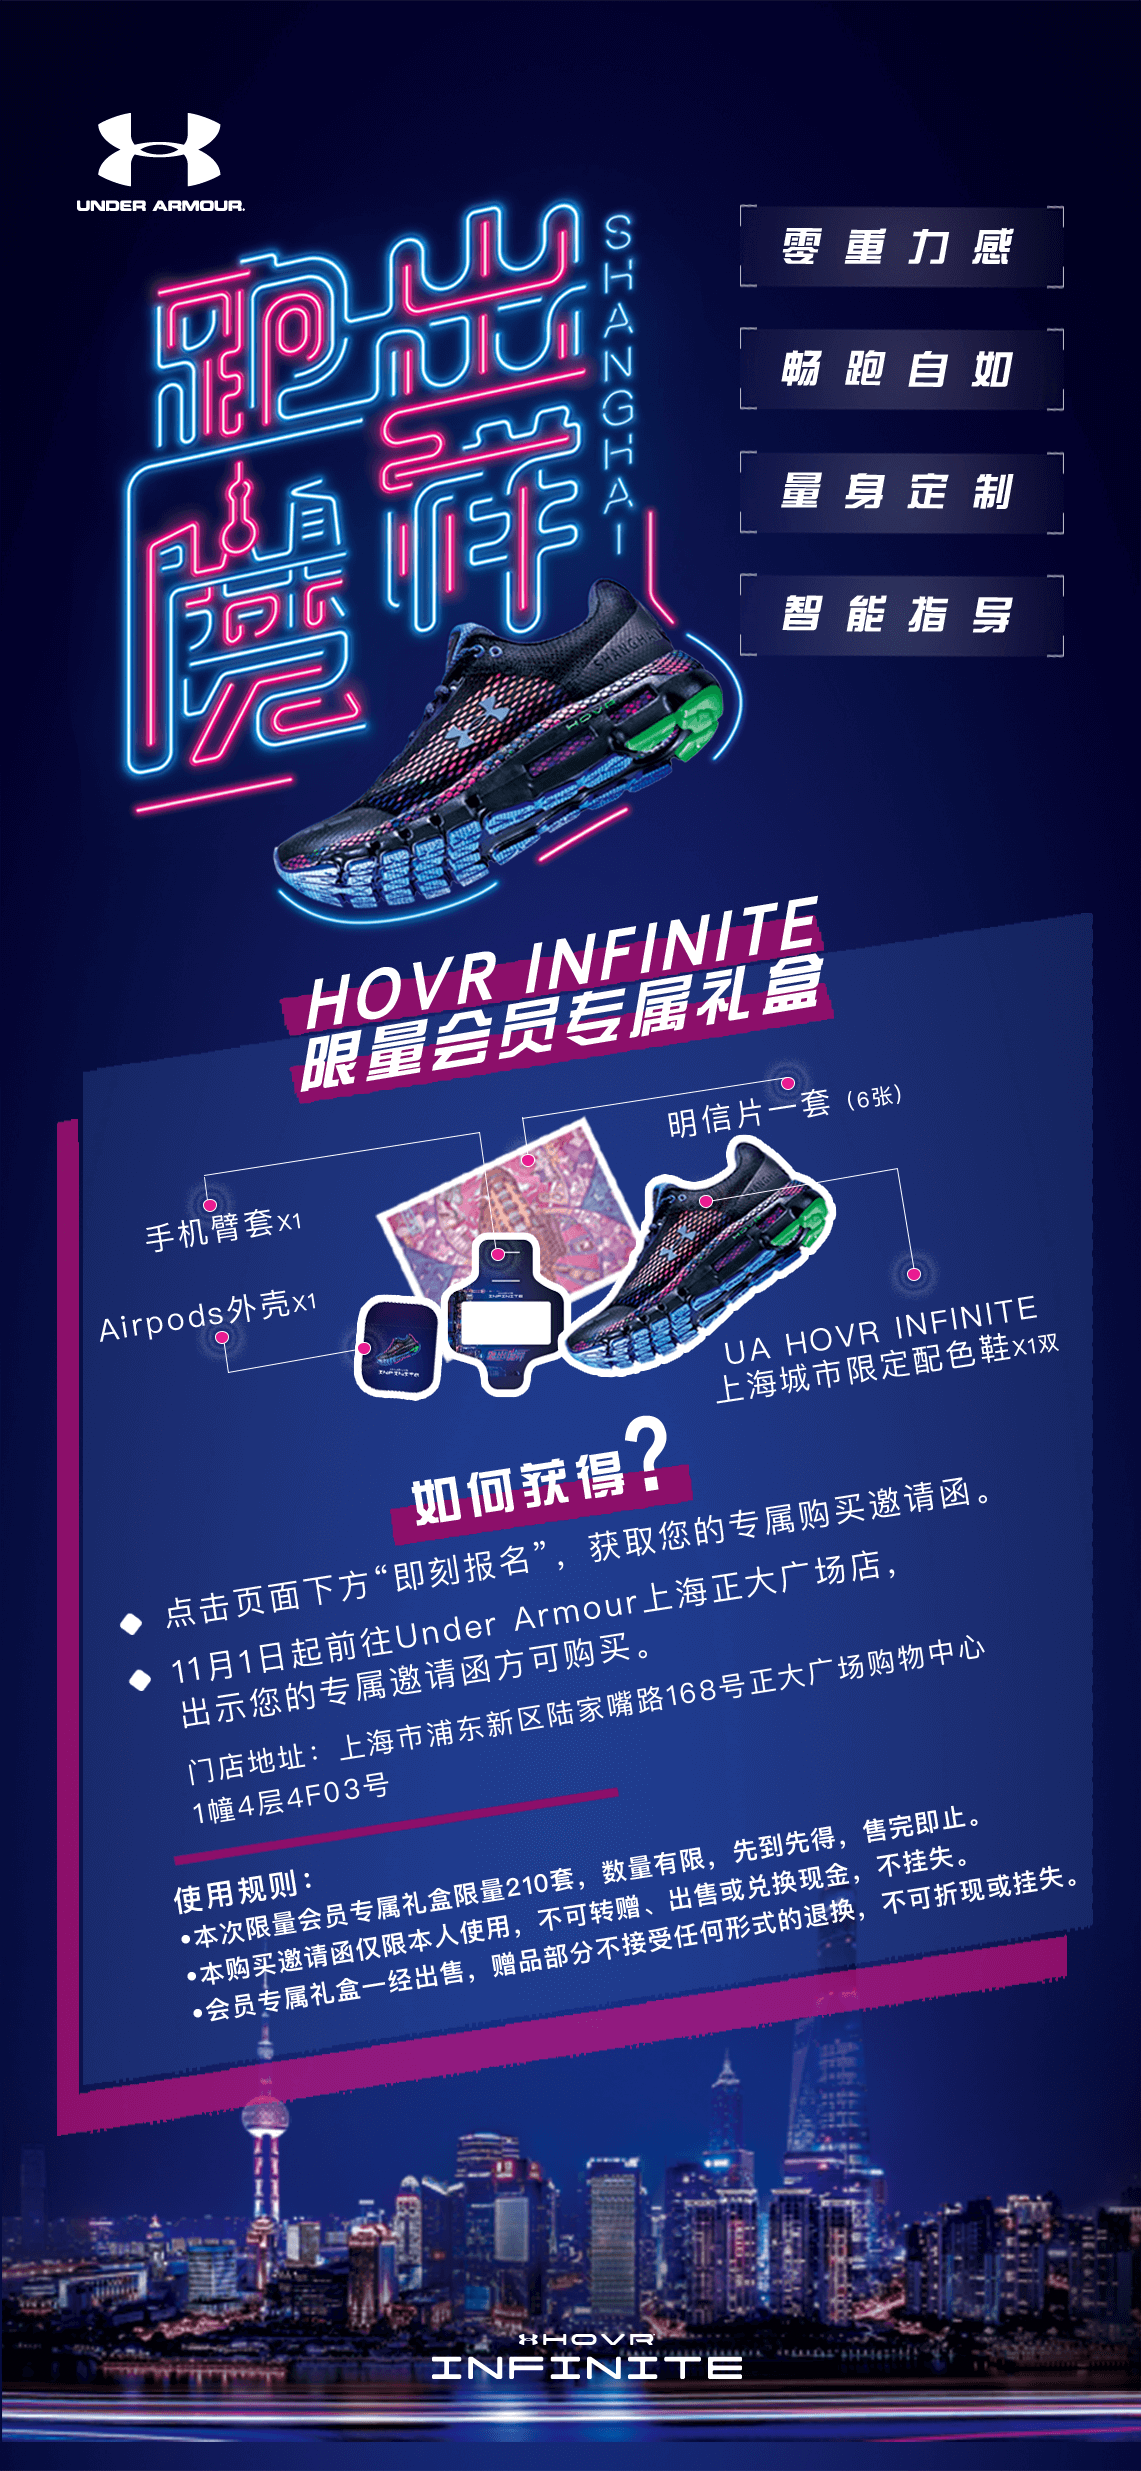 UNDER ARMOUR.
跑出
魔样
SHANGHAI
零重力感
畅跑自如
量身定制
智能指导
SHANGHAI
HOVR
HOVR INFINITE
限量会员专属礼盒
明信片一套（6张）
手机臂套X1
Airpods外壳X1
INFINITE
INFINITE
UA HOVR INFINITE
上海城市限定配色鞋X1双
如何获得?
点击页面下方“即刻报名”，获取您的专属购买邀请函。
11月1日起前往Under Armour上海正大广场店，
出示您的专属邀请函方可购买。
门店地址：上海市浦东新区陆家嘴路168号正大广场购物中心
1幢4层4F03号
使用规则：
•本次限量会员专属礼盒限量210套，数量有限，先到先得，售完即止。
•本购买邀请函仅限本人使用，不可转赠、出售或兑换现金，不挂失。
•会员专属礼盒一经出售，赠品部分不接受任何形式的退换，不可折现或挂失。
HOVR
INFINITE